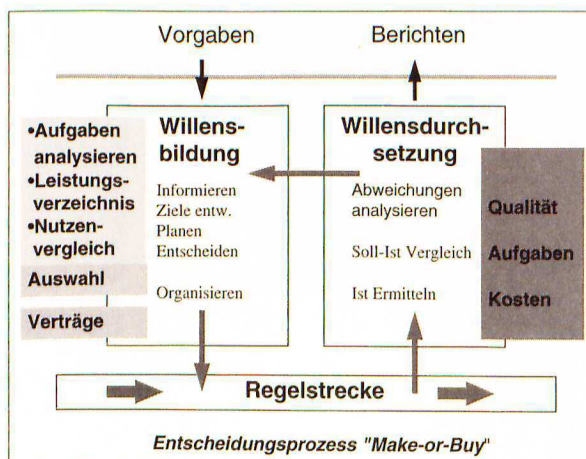 Vorgaben
Berichten
•Aufgaben
analysieren
•Leistungs-
verzeichnis
•Nutzen-
vergleich
Auswahl
Verträge
Willens-
bildung
Informieren
Ziele entw.
Planen
Entscheiden
Organisieren
Willensdurch-
setzung
Abweichungen
analysieren
Soll-Ist Vergleich
Ist Ermitteln
Qualität
Aufgaben
Kosten
Regelstrecke
Entscheidungsprozess "Make-or-Buy"